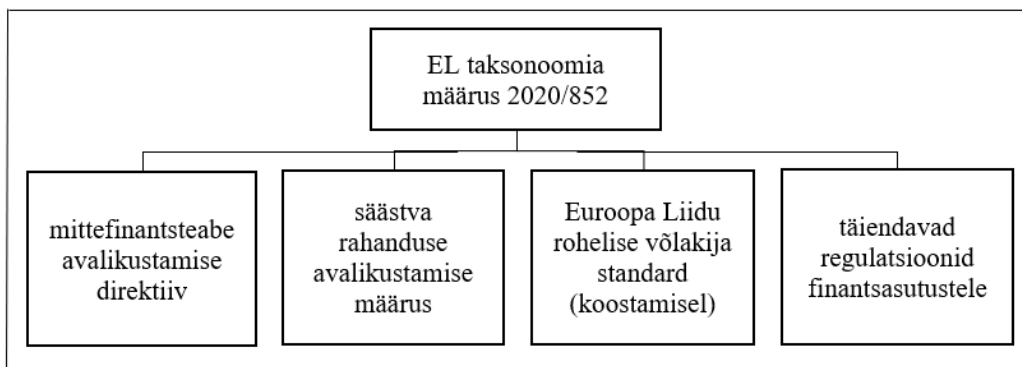 EL taksonoomia
määrus 2020/852
mittefinantsteabe
avalikustamise
direktiiv
säästva
rahanduse
avalikustamise
määrus
Euroopa Liidu
rohelise võlakija
standard
(koostamisel)
täiendavad
regulatsioonid
finantsasutustele